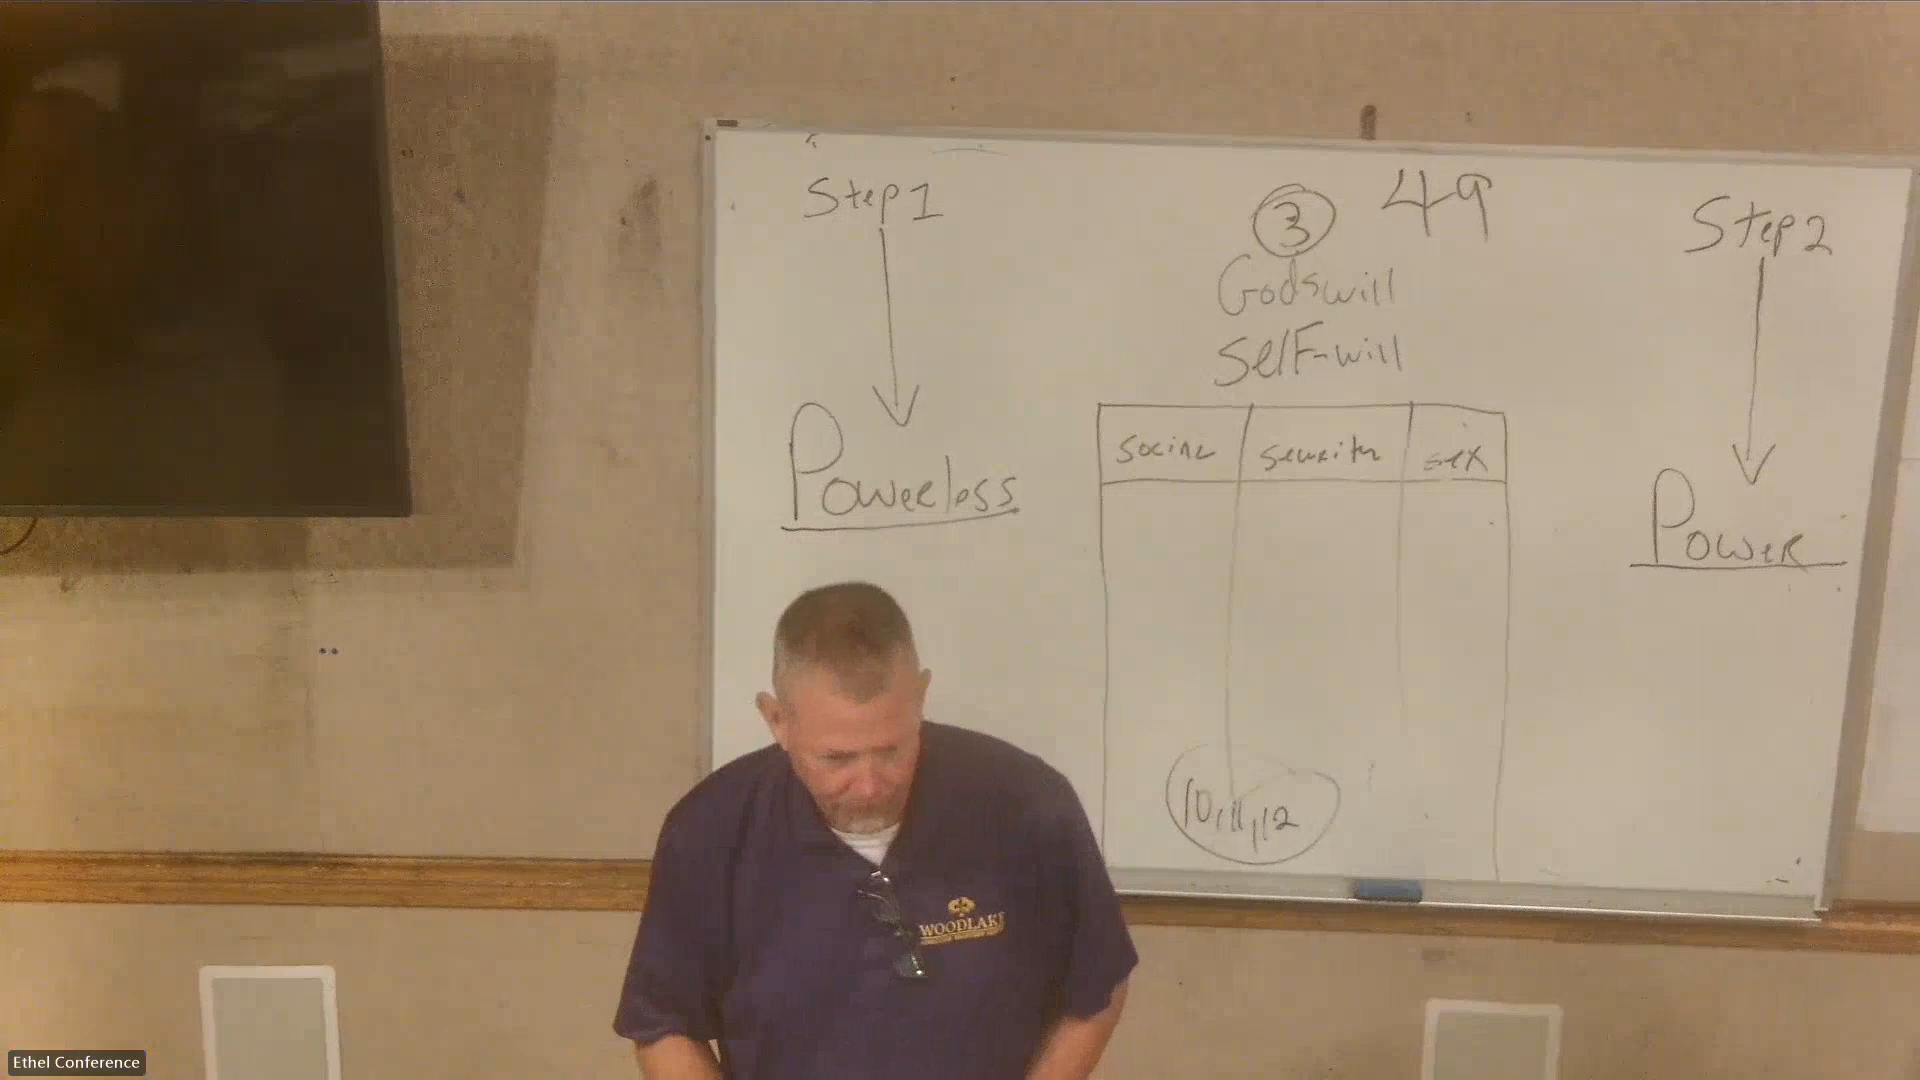 Step 1
3 49
Step 2
Godswill
Self-will
Powerless
Social Security Sex
Power
10, 11, 12
WOODLAKE
Ethel Conference